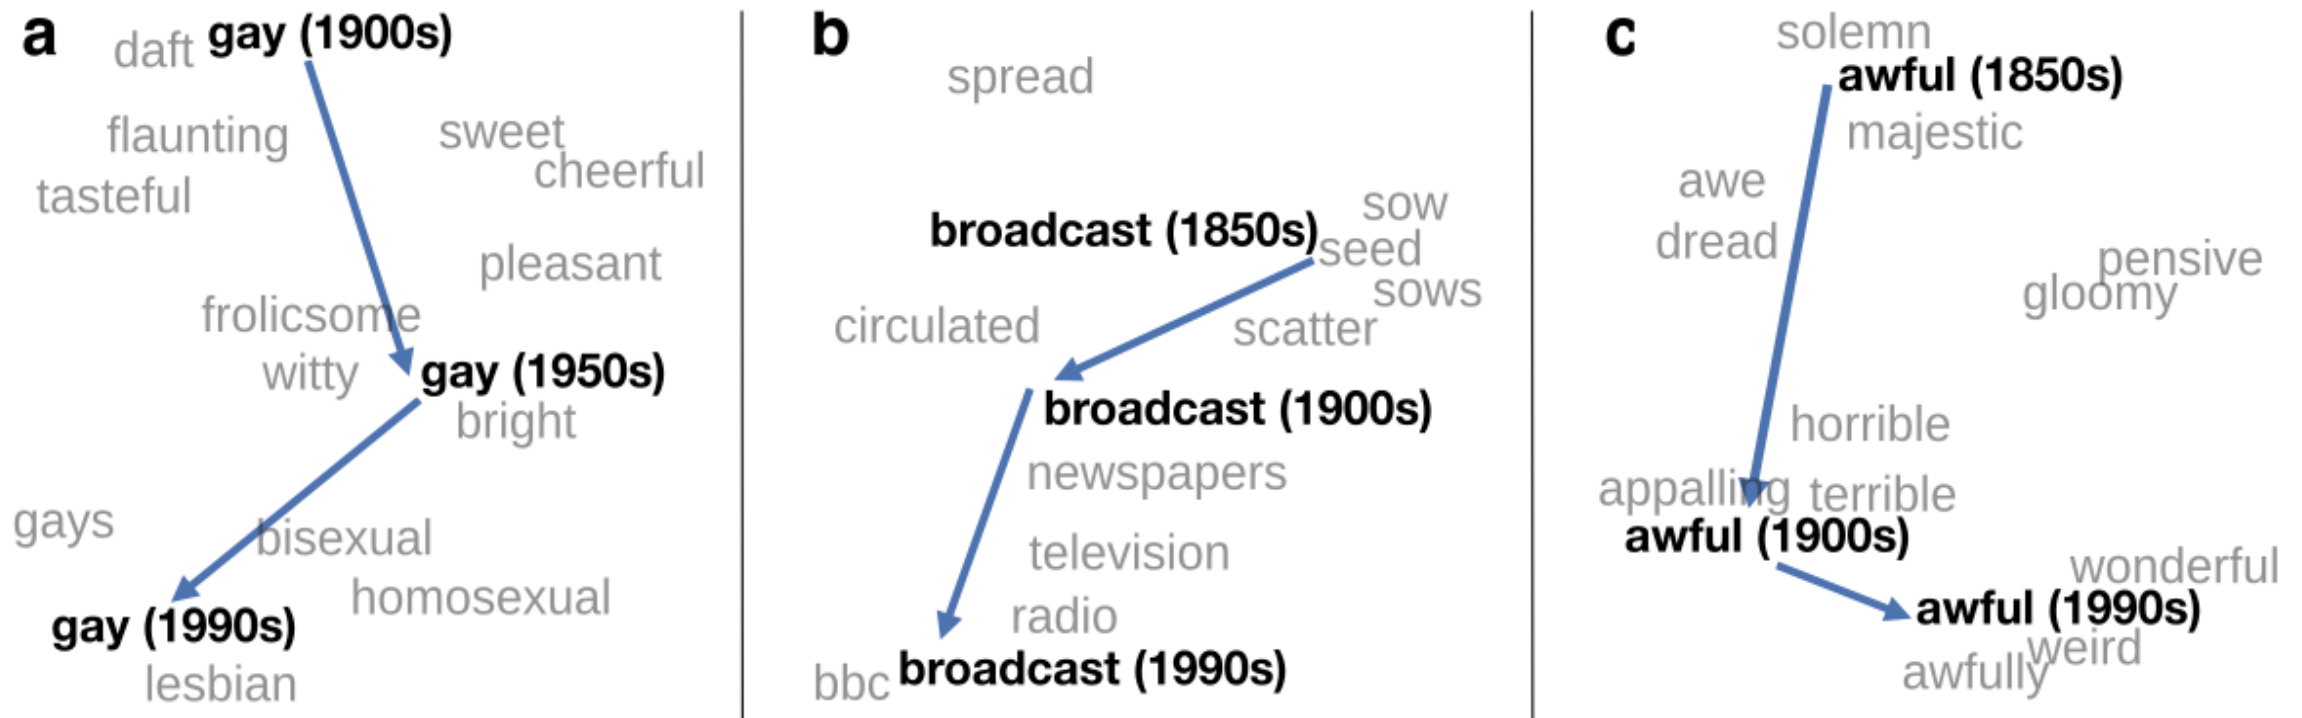 a
daft gay (1900s)
flaunting
sweet
cheerful
tasteful
pleasant
frolicsome
witty
gay (1950s)
bright
gays
bisexual
homosexual
gay (1990s)
lesbian
b
spread
sow
broadcast (1850s)
seed
sows
circulated
scatter
broadcast (1900s)
newspapers
television
radio
bbc broadcast (1990s)
c
solemn
awful (1850s)
majestic
awe
dread
pensive
gloomy
horrible
appalling terrible
awful (1900s)
wonderful
awful (1990s)
weird
awfully